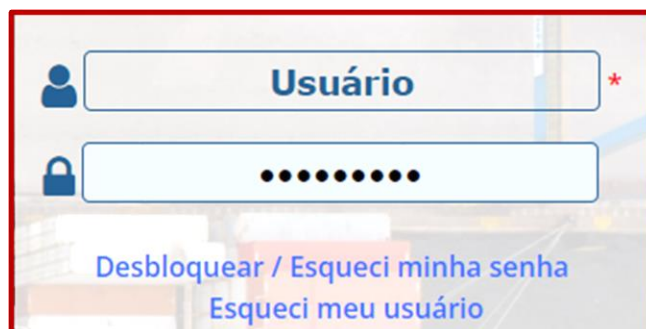 Usuário *
•••••••••
Desbloquear / Esqueci minha senha
Esqueci meu usuário